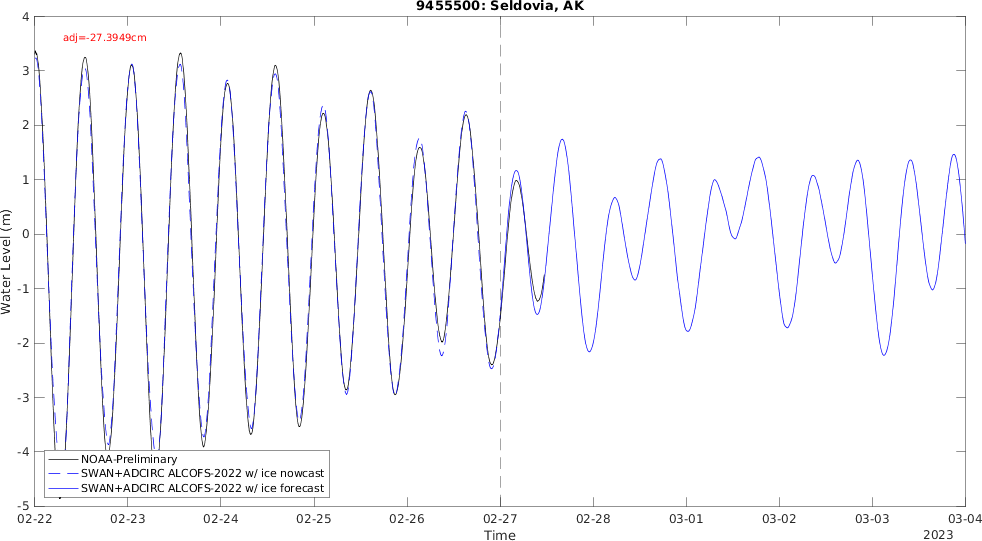 9455500: Seldovia, AK
adj=-27.3949cm
Water Level (m)
4
3
2
1
0
-1
-2
-3
-4
-5
NOAA-Preliminary
SWAN+ADCIRC ALCOFS-2022 w/ ice nowcast
SWAN+ADCIRC ALCOFS-2022 w/ ice forecast
02-22 02-23 02-24 02-25 02-26 02-27 02-28 03-01 03-02 03-03 03-04
Time
2023